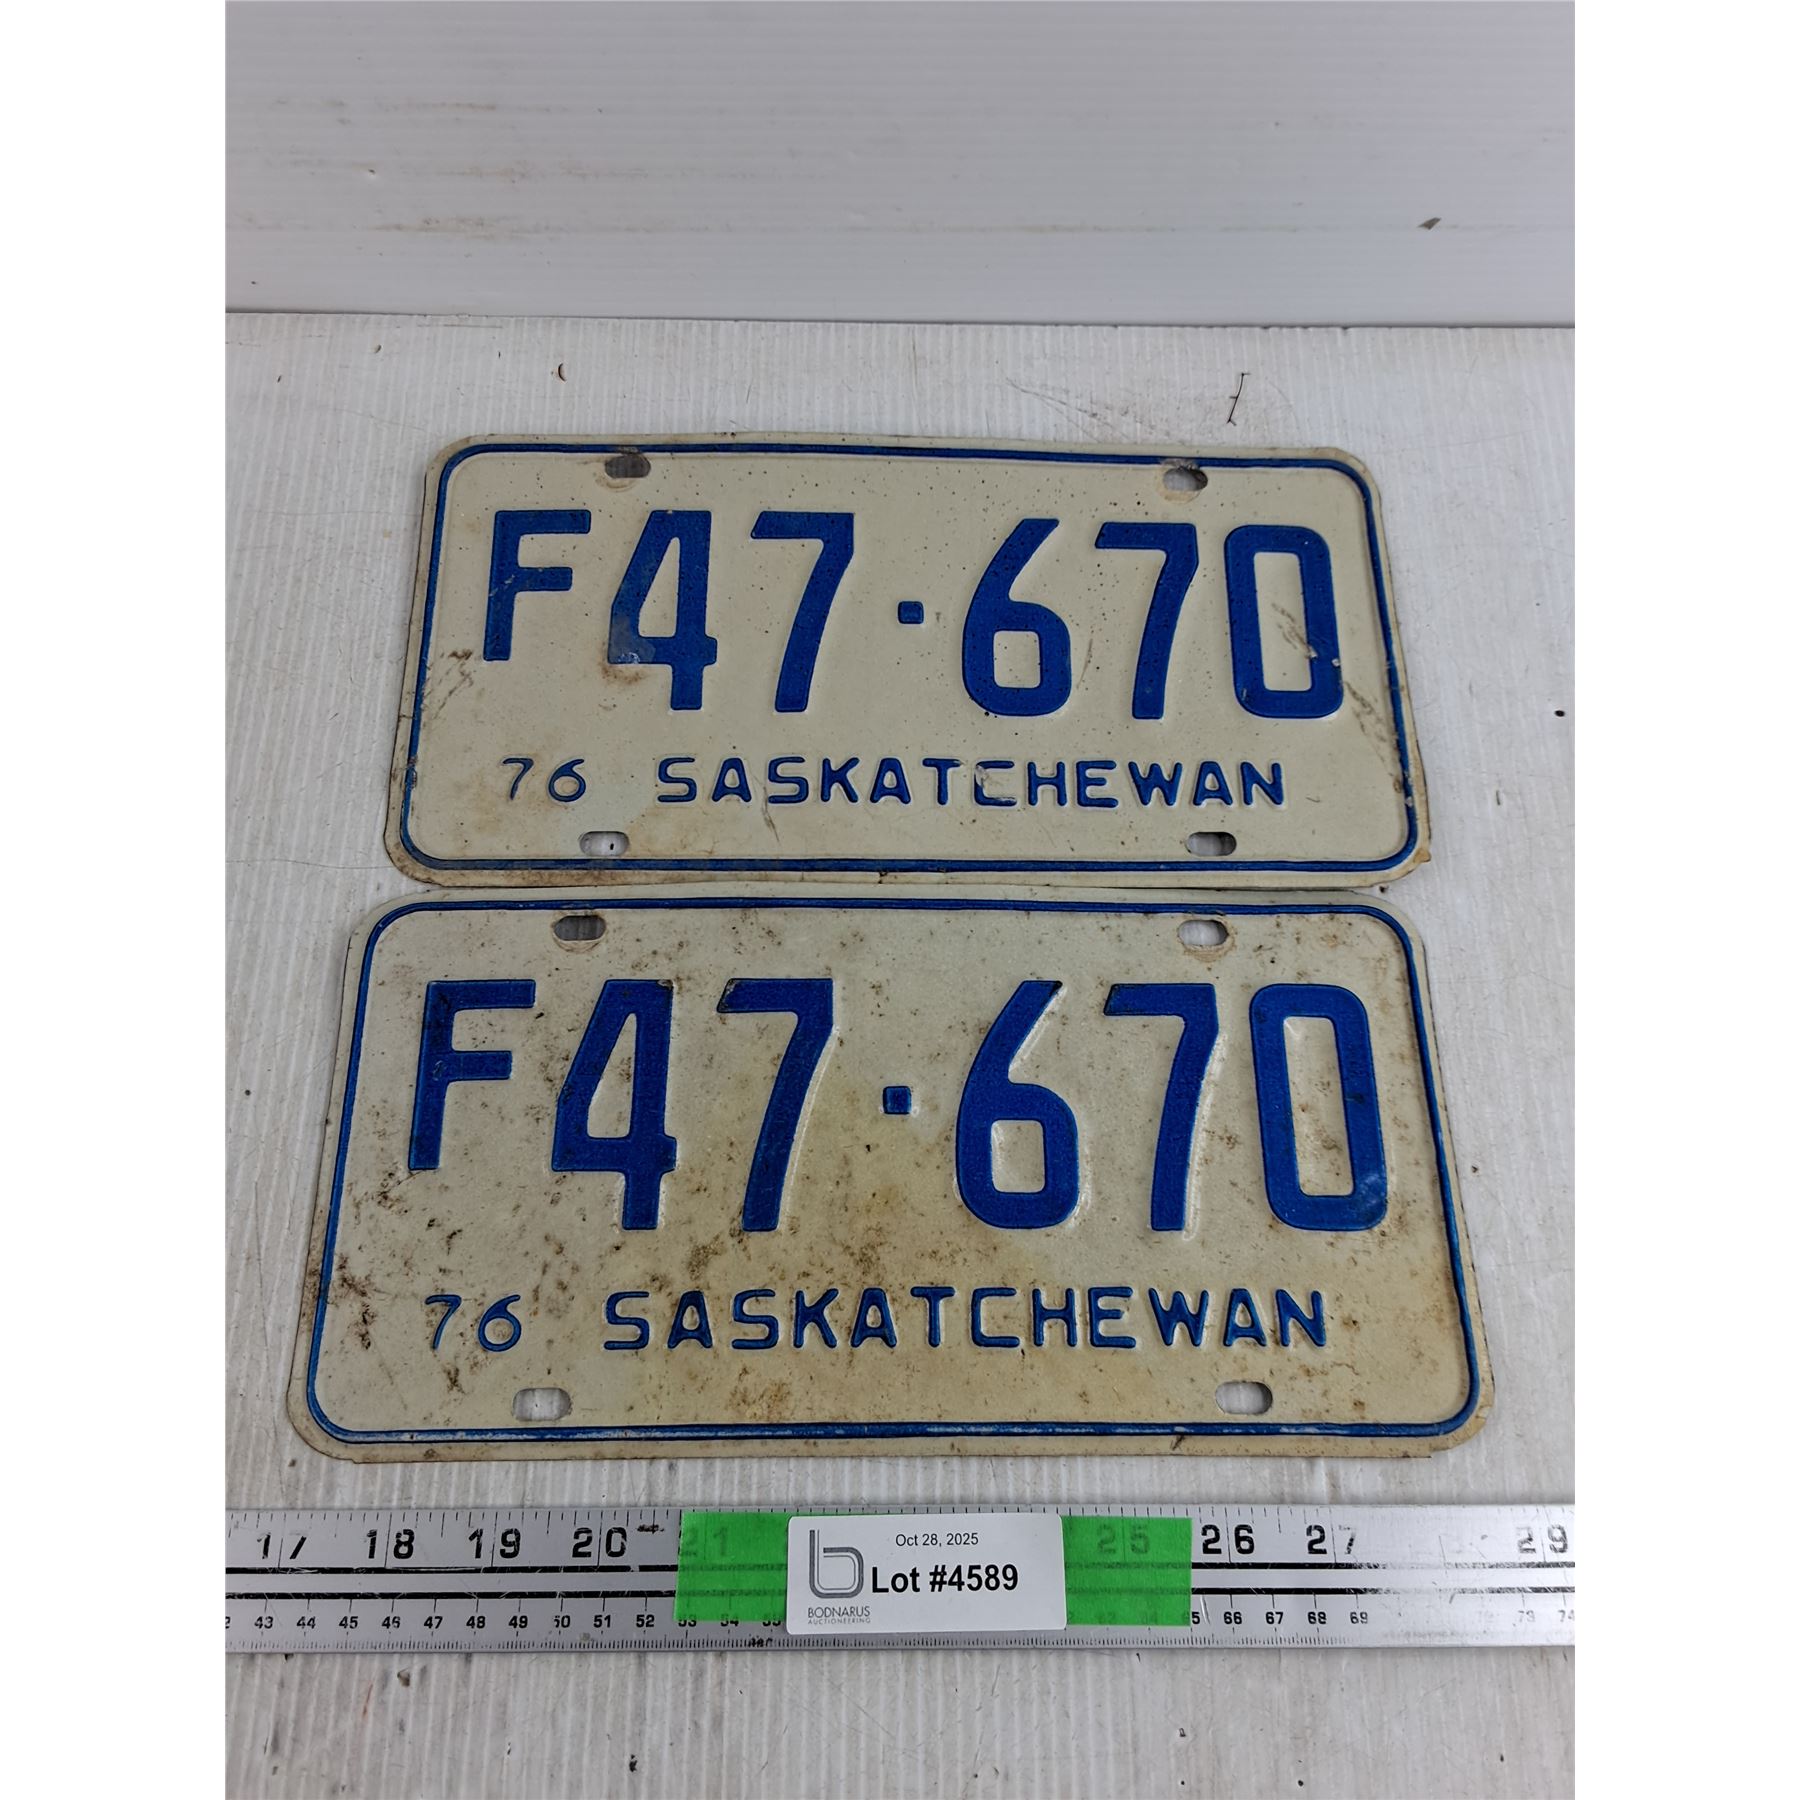 F47·670
76 SASKATCHEWAN
F47·670
76 SASKATCHEWAN
17 18 19 20 21 25 26 27 29
Oct 28, 2025
Lot #4589
BODNARUS
AUCTIONEERING
43 44 45 46 47 48 49 50 51 52 53 54 65 66 67 68 69 73 74